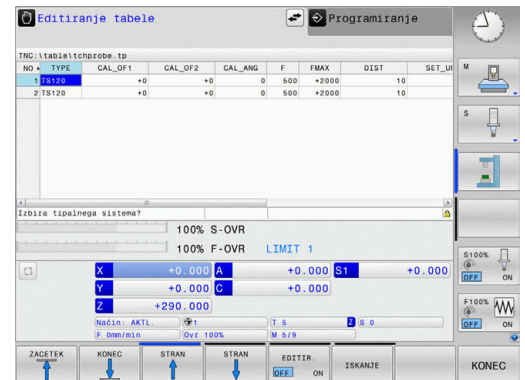 Editiranje tabele
Programiranje
TNC:\table\tchprobe.tp
NO TYPE CAL_OF1 CAL_OF2 CAL_ANG F FMAX DIST SET_UP
1 TS120 +0 +0 0 500 +2000 10
2 TS120 +0 +0 0 500 +2000 10
M
S
Izbira tipalnega sistema?
100% S-OVR
100% F-OVR LIMIT 1
S100%
OFF ON
X +0.000 A +0.000 S1 +0.000
Y +0.000 C +0.000
Z +290.000
F100%
OFF ON
Način: AKTL. 1 T 5 Z S 0
F 0mm/min Ovr 100% M 5/9
ZACETEK
KONEC
STRAN
STRAN
EDITIR.
OFF ON
ISKANJE
KONEC